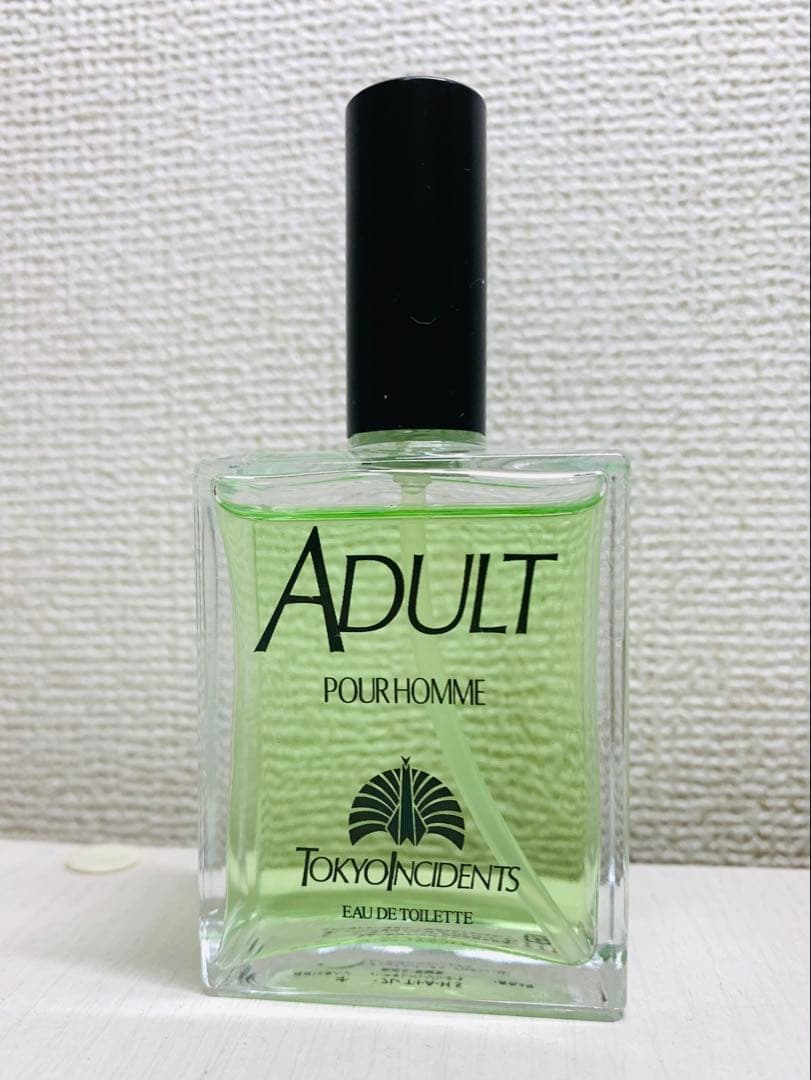 ADULT
POUR HOMME
TOKYO INCIDENTS
EAU DE TOILETTE